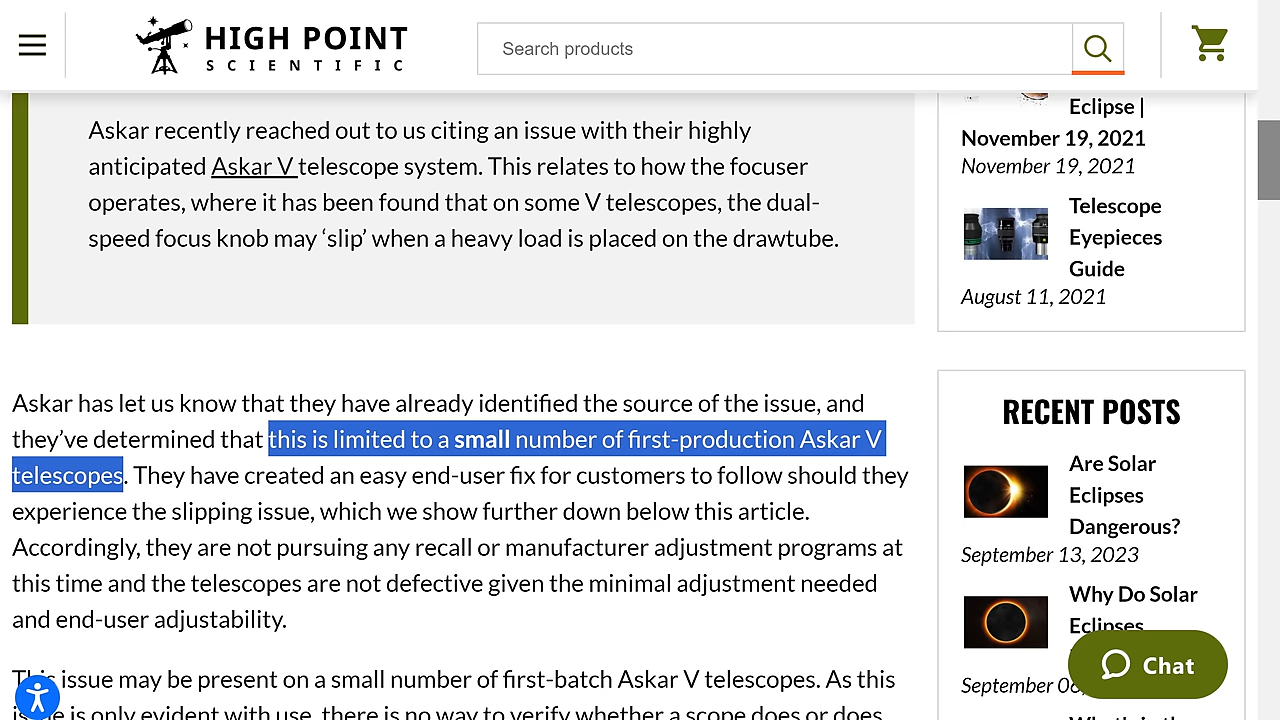 HIGH POINT
SCIENTIFIC
Search products
Askar recently reached out to us citing an issue with their highly
anticipated Askar V telescope system. This relates to how the focuser
operates, where it has been found that on some V telescopes, the dual-
speed focus knob may ‘slip’ when a heavy load is placed on the drawtube.
Askar has let us know that they have already identified the source of the issue, and
they’ve determined that this is limited to a small number of first-production Askar V
telescopes. They have created an easy end-user fix for customers to follow should they
experience the slipping issue, which we show further down below this article.
Accordingly, they are not pursuing any recall or manufacturer adjustment programs at
this time and the telescopes are not defective given the minimal adjustment needed
and end-user adjustability.
This issue may be present on a small number of first-batch Askar V telescopes. As this
issue is only evident with use, there is no way to verify whether a scope does or does
Eclipse |
November 19, 2021
November 19, 2021
Telescope
Eyepieces
Guide
August 11, 2021
RECENT POSTS
Are Solar
Eclipses
Dangerous?
September 13, 2023
Why Do Solar
Eclipses
September
Chat